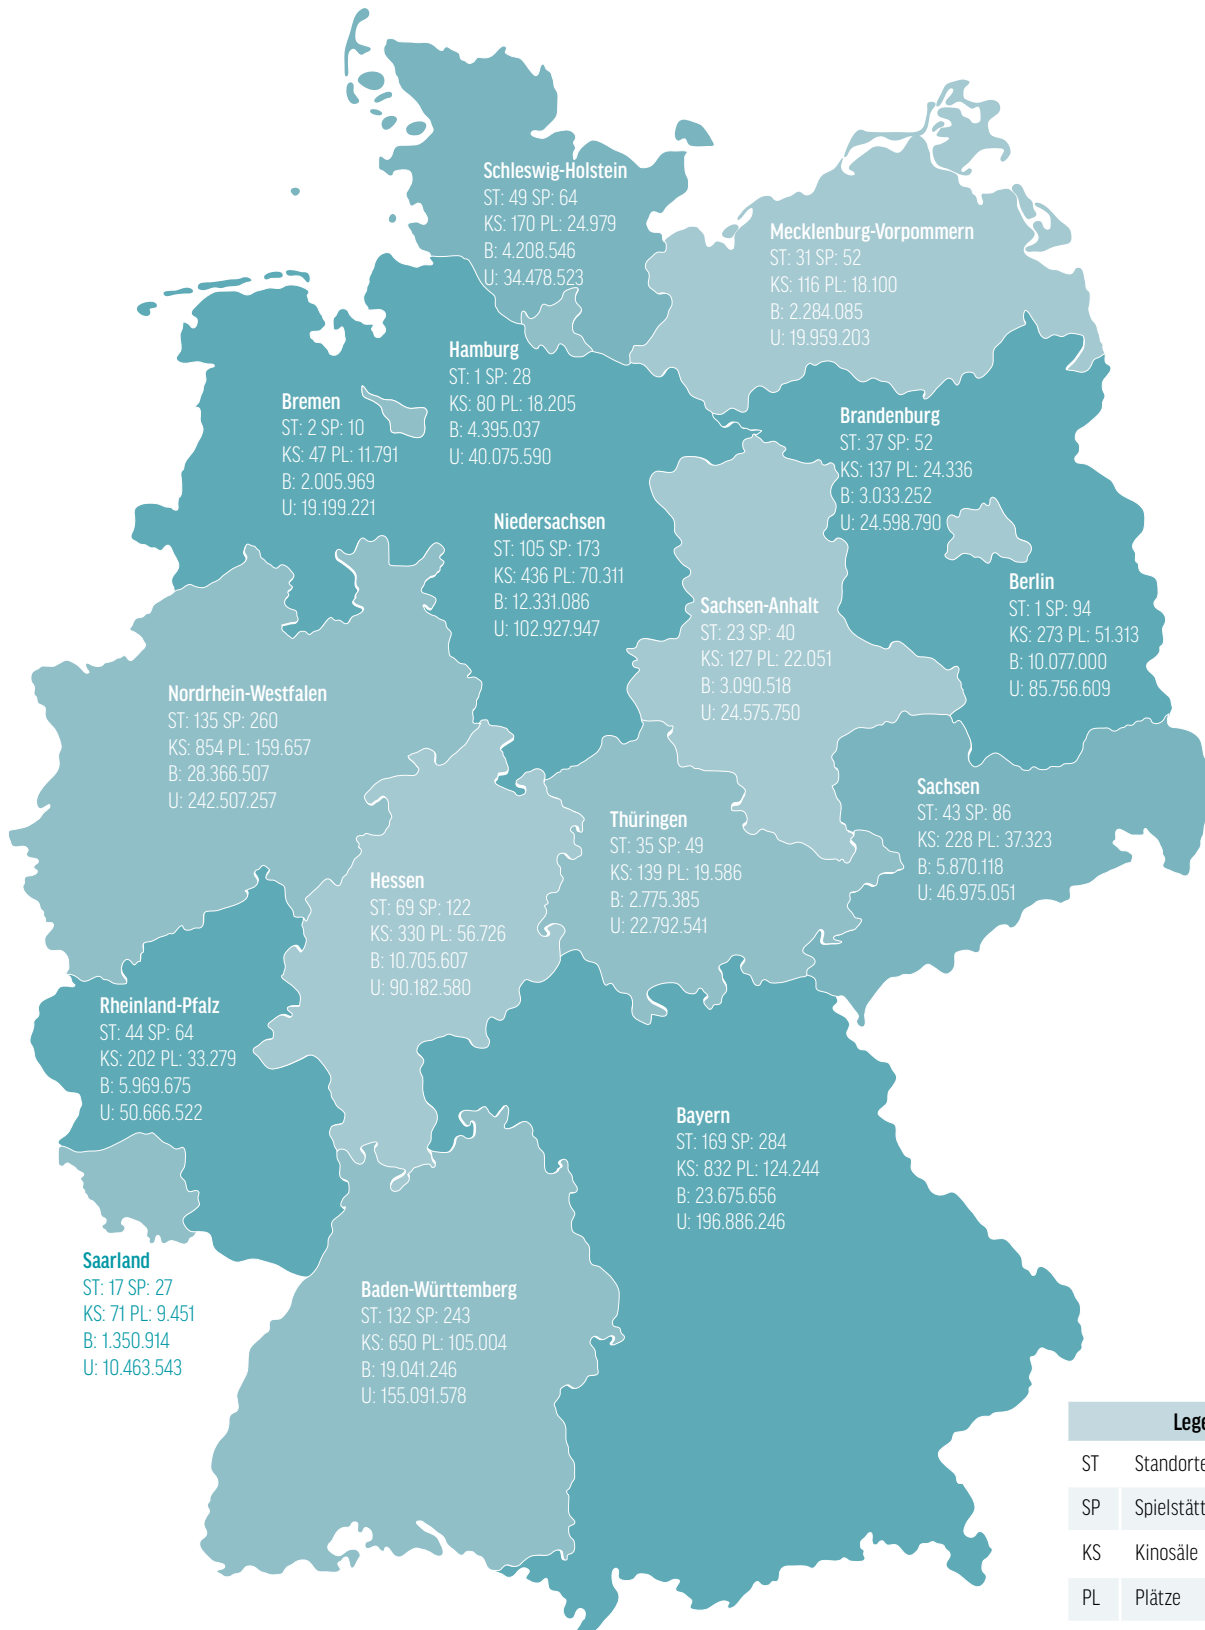 Schleswig-Holstein
ST: 49 SP: 64
KS: 170 PL: 24.979
B: 4.208.546
U: 34.478.523
Mecklenburg-Vorpommern
ST: 31 SP: 52
KS: 116 PL: 18.100
B: 2.284.085
U: 19.959.203
Hamburg
ST: 1 SP: 28
KS: 80 PL: 18.205
B: 4.395.037
U: 40.075.590
Bremen
ST: 2 SP: 10
KS: 47 PL: 11.791
B: 2.005.969
U: 19.199.221
Brandenburg
ST: 37 SP: 52
KS: 137 PL: 24.336
B: 3.033.252
U: 24.598.790
Niedersachsen
ST: 105 SP: 173
KS: 436 PL: 70.311
B: 12.331.086
U: 102.927.947
Berlin
ST: 1 SP: 94
KS: 273 PL: 51.313
B: 10.077.000
U: 85.756.609
Sachsen-Anhalt
ST: 23 SP: 40
KS: 127 PL: 22.051
B: 3.090.518
U: 24.575.750
Nordrhein-Westfalen
ST: 135 SP: 260
KS: 854 PL: 159.657
B: 28.366.507
U: 242.507.257
Sachsen
ST: 43 SP: 86
KS: 228 PL: 37.323
B: 5.870.118
U: 46.975.051
Thüringen
ST: 35 SP: 49
KS: 139 PL: 19.586
B: 2.775.385
U: 22.792.541
Hessen
ST: 69 SP: 122
KS: 330 PL: 56.726
B: 10.705.607
U: 90.182.580
Rheinland-Pfalz
ST: 44 SP: 64
KS: 202 PL: 33.279
B: 5.969.675
U: 50.666.522
Bayern
ST: 169 SP: 284
KS: 832 PL: 124.244
B: 23.675.656
U: 196.886.246
Saarland
ST: 17 SP: 27
KS: 71 PL: 9.451
B: 1.350.914
U: 10.463.543
Baden-Württemberg
ST: 132 SP: 243
KS: 650 PL: 105.004
B: 19.041.246
U: 155.091.578
Lege
ST Standorte
SP Spielstätt
KS Kinosäle
PL Plätze